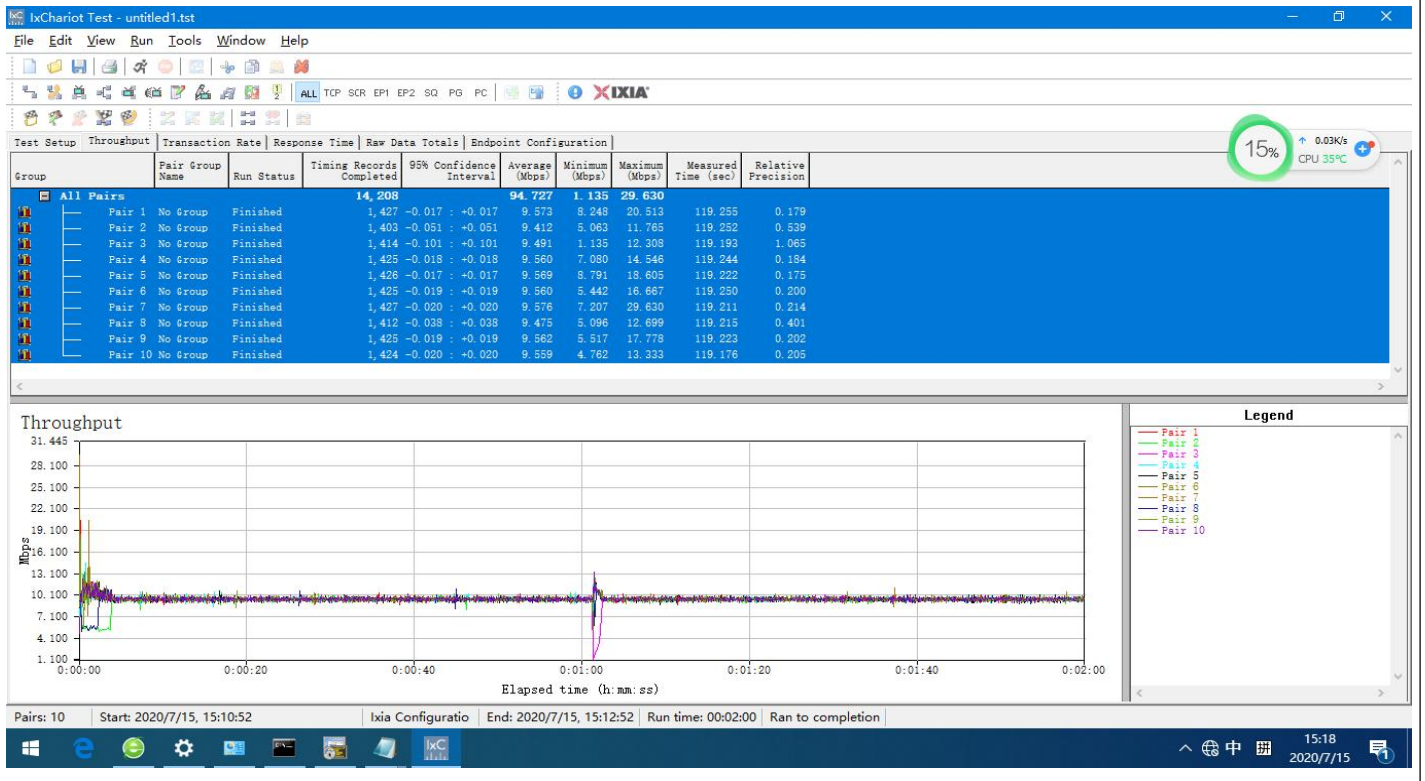 IxChariot Test - untitled1.tst
File Edit View Run Tools Window Help
ALL TCP SCR EP1 EP2 SQ PG PC XIXIA
Test Setup Throughput Transaction Rate Response Time Raw Data Totals Endpoint Configuration
15% 0.03K/s
CPU 35°C
Group Pair Group Name Run Status Timing Records Completed 95% Confidence Interval Average (Mbps) Minimum (Mbps) Maximum (Mbps) Measured Time (sec) Relative Precision
All Pairs 14,208 94.727 1.135 29.630
Pair 1 No Group Finished 1,427 -0.017 : +0.017 9.573 8.248 20.513 119.255 0.179
Pair 2 No Group Finished 1,403 -0.051 : +0.051 9.412 5.063 11.765 119.252 0.539
Pair 3 No Group Finished 1,414 -0.101 : +0.101 9.491 1.135 12.308 119.193 1.065
Pair 4 No Group Finished 1,425 -0.018 : +0.018 9.560 7.080 14.546 119.244 0.184
Pair 5 No Group Finished 1,426 -0.017 : +0.017 9.569 8.791 18.605 119.222 0.175
Pair 6 No Group Finished 1,425 -0.019 : +0.019 9.560 5.442 16.667 119.250 0.200
Pair 7 No Group Finished 1,427 -0.020 : +0.020 9.576 7.207 29.630 119.211 0.214
Pair 8 No Group Finished 1,412 -0.038 : +0.038 9.475 5.096 12.699 119.215 0.401
Pair 9 No Group Finished 1,425 -0.019 : +0.019 9.562 5.517 17.778 119.223 0.202
Pair 10 No Group Finished 1,424 -0.020 : +0.020 9.559 4.762 13.333 119.176 0.205
Throughput
31.445
28.100
25.100
22.100
19.100
16.100
13.100
10.100
7.100
4.100
1.100
Mbps
0:00:00 0:00:20 0:00:40 0:01:00 0:01:20 0:01:40 0:02:00
Elapsed time (h:mm:ss)
Legend
Pair 1
Pair 2
Pair 3
Pair 4
Pair 5
Pair 6
Pair 7
Pair 8
Pair 9
Pair 10
Pairs: 10 Start: 2020/7/15, 15:10:52 Ixia Configuratio End: 2020/7/15, 15:12:52 Run time: 00:02:00 Ran to completion
IxC
中 拼 15:18
2020/7/15
1